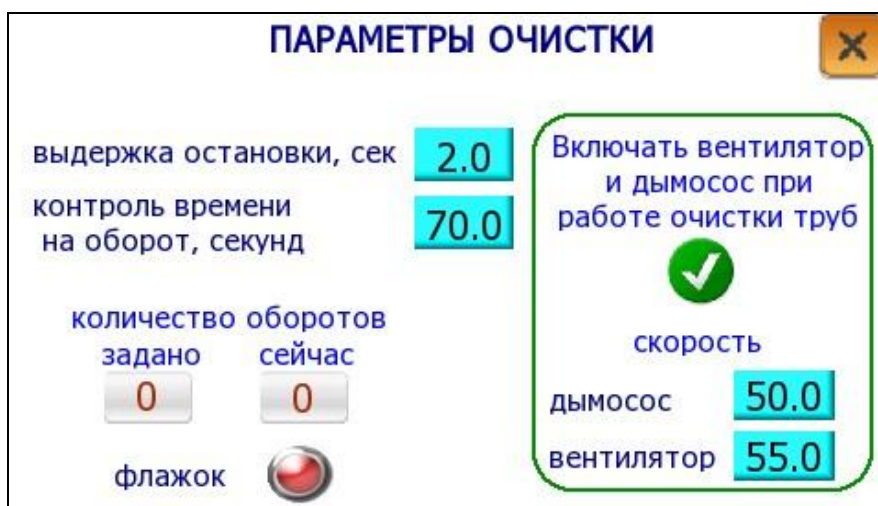 ПАРАМЕТРЫ ОЧИСТКИ
выдержка остановки, сек 2.0
контроль времени
на оборот, секунд 70.0
количество оборотов
задано сейчас
0 0
флажок
Включать вентилятор
и дымосос при
работе очистки труб
скорость
дымосос 50.0
вентилятор 55.0